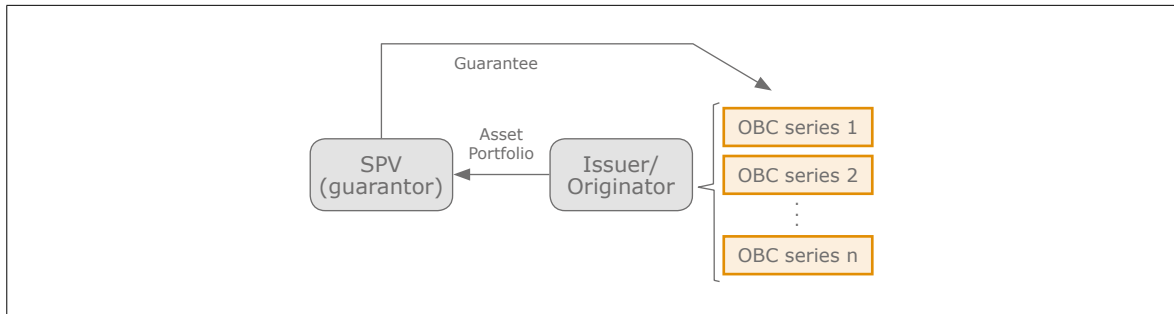 Guarantee
Asset
Portfolio
SPV
(guarantor)
Issuer/
Originator
OBC series 1
OBC series 2
OBC series n